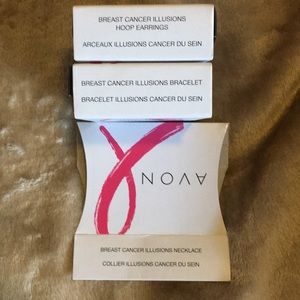 BREAST CANCER ILLUSIONS
HOOP EARRINGS
ARCEAUX ILLUSIONS CANCER DU SEIN
BREAST CANCER ILLUSIONS BRACELET
BRACELET ILLUSIONS CANCER DU SEIN
AVON
BREAST CANCER ILLUSIONS NECKLACE
COLLIER ILLUSIONS CANCER DU SEIN